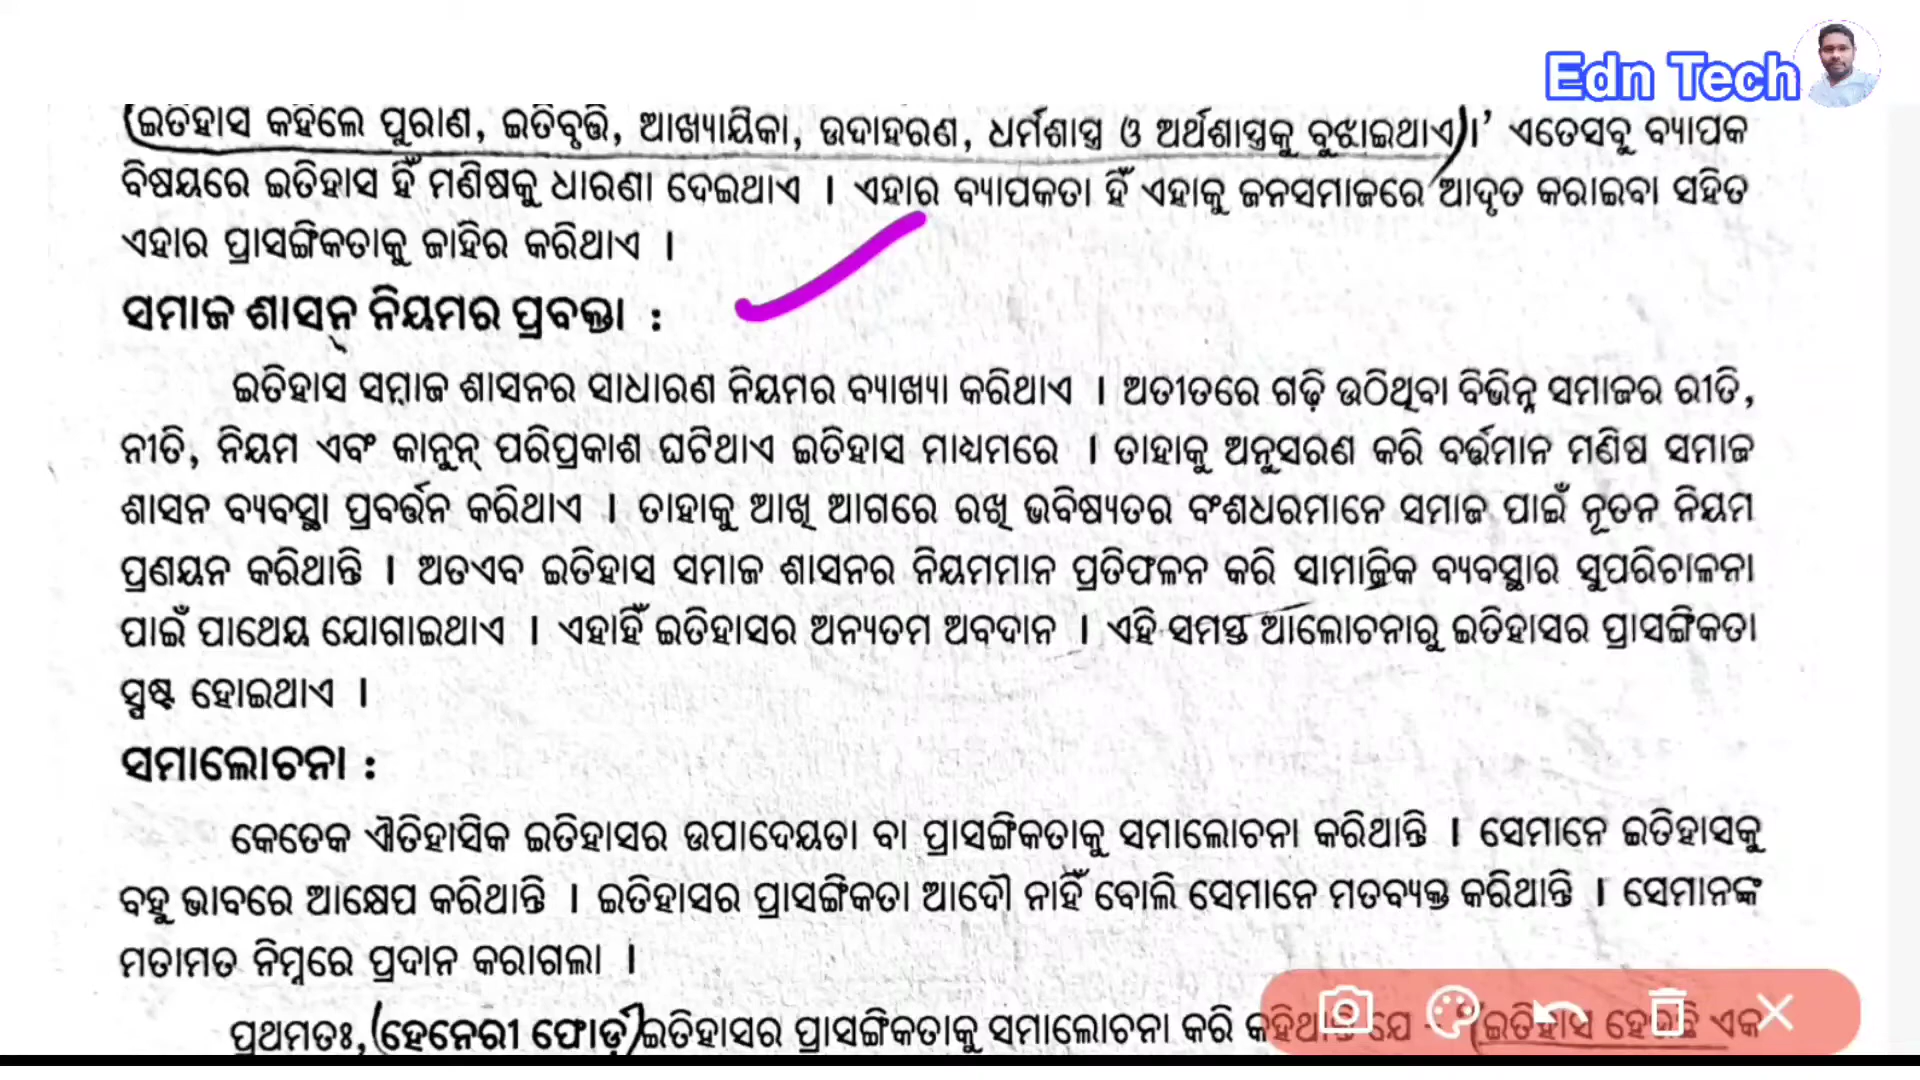 Edn Tech
(ଇତିହାସ କହିଲେ ପୁରାଣ, ଇତିବୃତ୍ତି, ଆଖ୍ୟାୟିକା, ଉଦାହରଣ, ଧର୍ମଶାସ୍ତ୍ର ଓ ଅର୍ଥଶାସ୍ତ୍ରକୁ ବୁଝାଇଥାଏ)।’ ଏତେସବୁ ବ୍ୟାପକ
ବିଷୟରେ ଇତିହାସ ହିଁ ମଣିଷକୁ ଧାରଣା ଦେଇଥାଏ । ଏହାର ବ୍ୟାପକତା ହିଁ ଏହାକୁ ଜନସମାଜରେ ଆଦୃତ କରାଇବା ସହିତ
ଏହାର ପ୍ରାସଙ୍ଗିକତାକୁ ଜାହିର କରିଥାଏ ।
ସମାଜ ଶାସନ୍ ନିୟମର ପ୍ରବକ୍ତା :
ଇତିହାସ ସମାଜ ଶାସନର ସାଧାରଣ ନିୟମର ବ୍ୟାଖ୍ୟା କରିଥାଏ । ଅତୀତରେ ଗଢ଼ି ଉଠିଥିବା ବିଭିନ୍ନ ସମାଜର ରୀତି,
ନୀତି, ନିୟମ ଏବଂ କାନୁନ୍ ପରିପ୍ରକାଶ ଘଟିଥାଏ ଇତିହାସ ମାଧ୍ୟମରେ । ତାହାକୁ ଅନୁସରଣ କରି ବର୍ତ୍ତମାନ ମଣିଷ ସମାଜ
ଶାସନ ବ୍ୟବସ୍ଥା ପ୍ରବର୍ତ୍ତନ କରିଥାଏ । ତାହାକୁ ଆଖି ଆଗରେ ରଖି ଭବିଷ୍ୟତର ବଂଶଧରମାନେ ସମାଜ ପାଇଁ ନୂତନ ନିୟମ
ପ୍ରଣୟନ କରିଥାନ୍ତି । ଅତଏବ ଇତିହାସ ସମାଜ ଶାସନର ନିୟମମାନ ପ୍ରତିଫଳନ କରି ସାମାଜିକ ବ୍ୟବସ୍ଥାର ସୁପରିଚାଳନା
ପାଇଁ ପାଥେୟ ଯୋଗାଇଥାଏ । ଏହାହିଁ ଇତିହାସର ଅନ୍ୟତମ ଅବଦାନ । ଏହି ସମସ୍ତ ଆଲୋଚନାରୁ ଇତିହାସର ପ୍ରାସଙ୍ଗିକତା
ସ୍ପଷ୍ଟ ହୋଇଥାଏ ।
ସମାଲୋଚନା :
କେତେକ ଐତିହାସିକ ଇତିହାସର ଉପାଦେୟତା ବା ପ୍ରାସଙ୍ଗିକତାକୁ ସମାଲୋଚନା କରିଥାନ୍ତି । ସେମାନେ ଇତିହାସକୁ
ବହୁ ଭାବରେ ଆକ୍ଷେପ କରିଥାନ୍ତି । ଇତିହାସର ପ୍ରାସଙ୍ଗିକତା ଆଦୌ ନାହିଁ ବୋଲି ସେମାନେ ମତବ୍ୟକ୍ତ କରିଥାନ୍ତି । ସେମାନଙ୍କ
ମତାମତ ନିମ୍ନରେ ପ୍ରଦାନ କରାଗଲା ।
ପ୍ରଥମତଃ, (ହେନେରୀ ଫୋର୍ଡ଼) ଇତିହାସର ପ୍ରାସଙ୍ଗିକତାକୁ ସମାଲୋଚନା କରି ଯେ - (ଇତିହାସ ଏକ